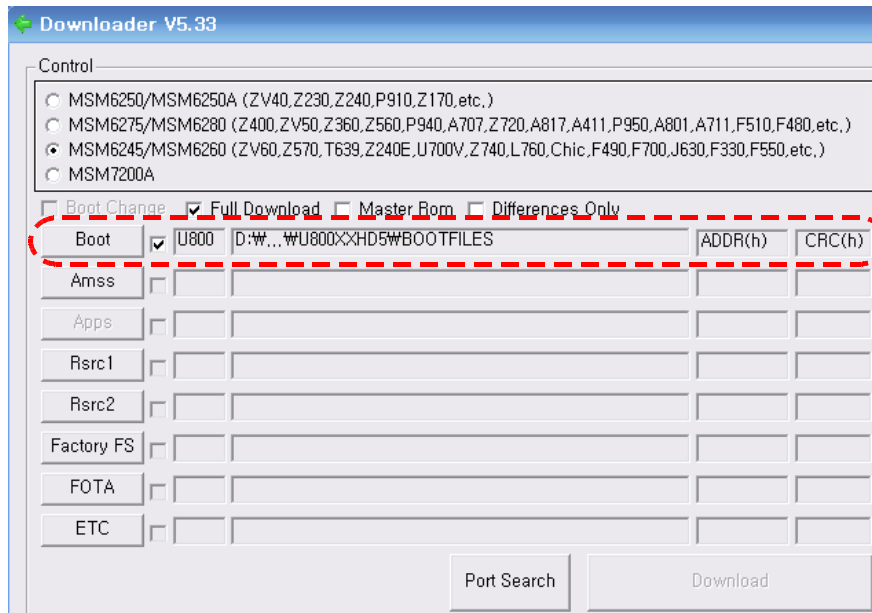 Downloader V5.33
Control
MSM6250/MSM6250A (ZV40,Z230,Z240,P910,Z170,etc,)
MSM6275/MSM6280 (Z400,ZV50,Z360,Z560,P940,A707,Z720,A817,A411,P950,A801,A711,F510,F480,etc,)
MSM6245/MSM6260 (ZV60,Z570,T639,Z240E,U700V,Z740,L760,Chic,F490,F700,J630,F330,F550,etc,)
MSM7200A
Boot Change Full Download Master Rom Differences Only
Boot U800 D:₩,,,₩U800XXHD5₩BOOTFILES ADDR(h) CRC(h)
Amss
Apps
Rsrc1
Rsrc2
Factory FS
FOTA
ETC
Port Search Download